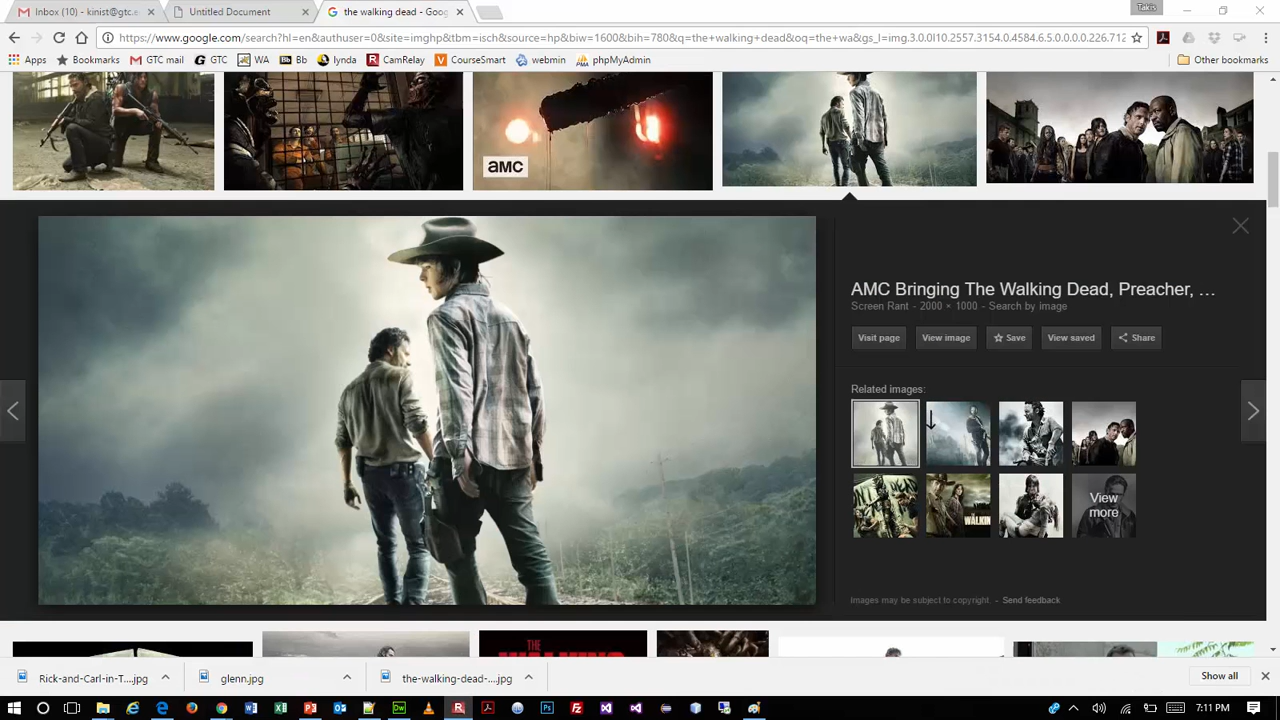 Inbox (10) - kinist@gtc.e
Untitled Document
the walking dead - Goog
Takis
https://www.google.com/search?hl=en&authuser=0&site=imghp&tbm=isch&source=hp&biw=1600&bih=780&q=the+walking+dead&oq=the+wa&gs_l=img.3.0.0l10.2557.3154.0.4584.6.5.0.0.0.0.226.712
Apps
Bookmarks
GTC mail
GTC
WA
Bb
lynda
CamRelay
CourseSmart
webmin
phpMyAdmin
Other bookmarks
aMC
AMC Bringing The Walking Dead, Preacher, ...
Screen Rant - 2000 × 1000 - Search by image
Visit page
View image
Save
View saved
Share
Related images:
View
more
Images may be subject to copyright. - Send feedback
THE
Rick-and-Carl-in-T....jpg
glenn.jpg
the-walking-dead-....jpg
Show all
7:11 PM